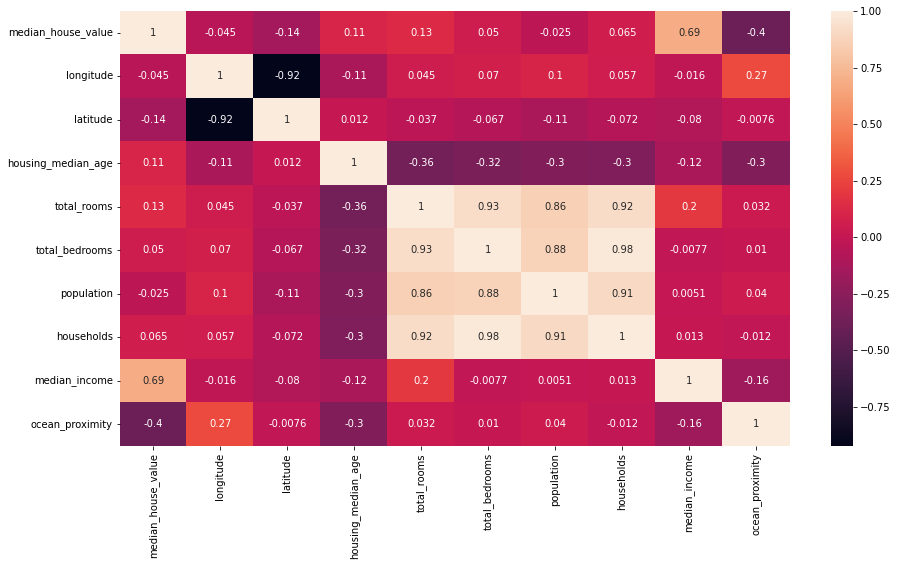 median_house_value 1 -0.045 -0.14 0.11 0.13 0.05 -0.025 0.065 0.69 -0.4
longitude -0.045 1 -0.92 -0.11 0.045 0.07 0.1 0.057 -0.016 0.27
latitude -0.14 -0.92 1 0.012 -0.037 -0.067 -0.11 -0.072 -0.08 -0.0076
housing_median_age 0.11 -0.11 0.012 1 -0.36 -0.32 -0.3 -0.3 -0.12 -0.3
total_rooms 0.13 0.045 -0.037 -0.36 1 0.93 0.86 0.92 0.2 0.032
total_bedrooms 0.05 0.07 -0.067 -0.32 0.93 1 0.88 0.98 -0.0077 0.01
population -0.025 0.1 -0.11 -0.3 0.86 0.88 1 0.91 0.0051 0.04
households 0.065 0.057 -0.072 -0.3 0.92 0.98 0.91 1 0.013 -0.012
median_income 0.69 -0.016 -0.08 -0.12 0.2 -0.0077 0.0051 0.013 1 -0.16
ocean_proximity -0.4 0.27 -0.0076 -0.3 0.032 0.01 0.04 -0.012 -0.16 1
median_house_value
longitude
latitude
housing_median_age
total_rooms
total_bedrooms
population
households
median_income
ocean_proximity
1.00
0.75
0.50
0.25
0.00
−0.25
−0.50
−0.75